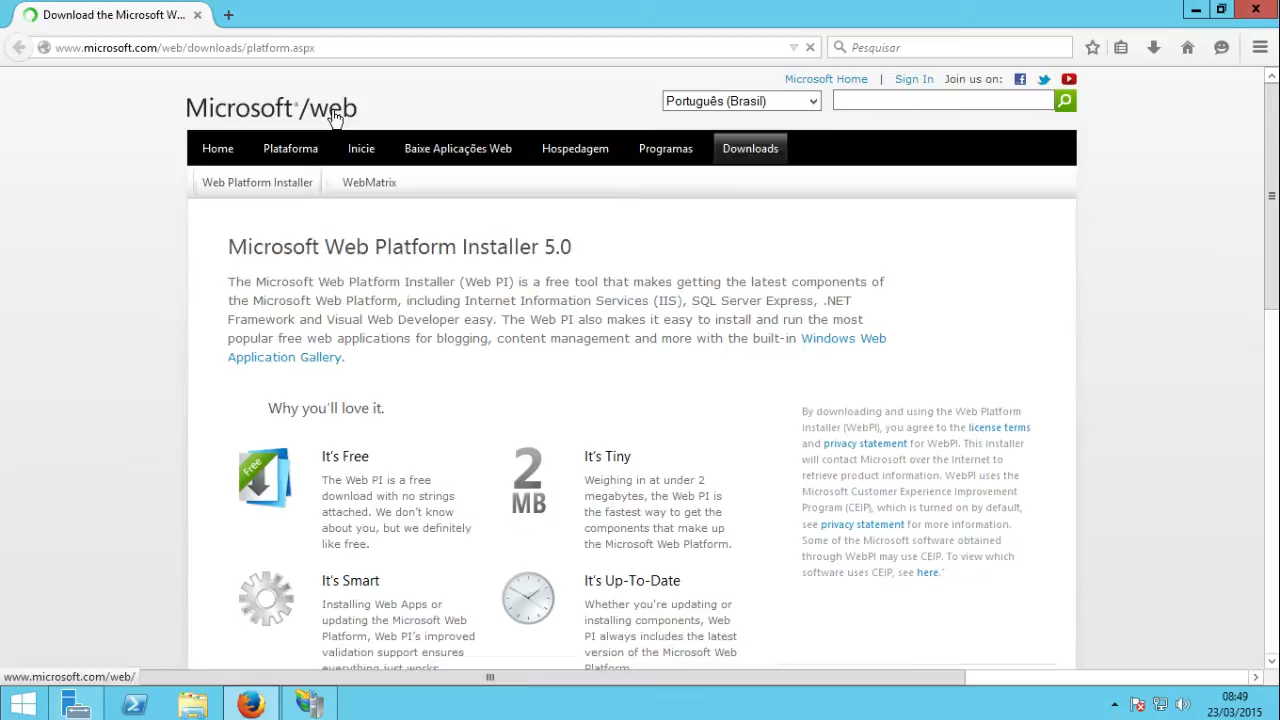 Download the Microsoft W...
www.microsoft.com/web/downloads/platform.aspx
Pesquisar
Microsoft Home | Sign In Join us on:
Microsoft®/web
Português (Brasil)
Home Plataforma Inicie Baixe Aplicações Web Hospedagem Programas Downloads
Web Platform Installer WebMatrix
Microsoft Web Platform Installer 5.0
The Microsoft Web Platform Installer (Web PI) is a free tool that makes getting the latest components of
the Microsoft Web Platform, including Internet Information Services (IIS), SQL Server Express, .NET
Framework and Visual Web Developer easy. The Web PI also makes it easy to install and run the most
popular free web applications for blogging, content management and more with the built-in Windows Web
Application Gallery.
Why you'll love it.
Free
It's Free
The Web PI is a free
download with no strings
attached. We don't know
about you, but we definitely
like free.
2
MB
It's Tiny
Weighing in at under 2
megabytes, the Web PI is
the fastest way to get the
components that make up
the Microsoft Web Platform.
By downloading and using the Web Platform
Installer (WebPI), you agree to the license terms
and privacy statement for WebPI. This installer
will contact Microsoft over the Internet to
retrieve product information. WebPI uses the
Microsoft Customer Experience Improvement
Program (CEIP), which is turned on by default,
see privacy statement for more information.
Some of the Microsoft software obtained
through WebPI may use CEIP. To view which
software uses CEIP, see here."
It's Smart
Installing Web Apps or
updating the Microsoft Web
Platform, Web PI's improved
validation support ensures
everything just works
It's Up-To-Date
Whether you're updating or
installing components, Web
PI always includes the latest
version of the Microsoft Web
Platform.
www.microsoft.com/web/
08:49
23/03/2015